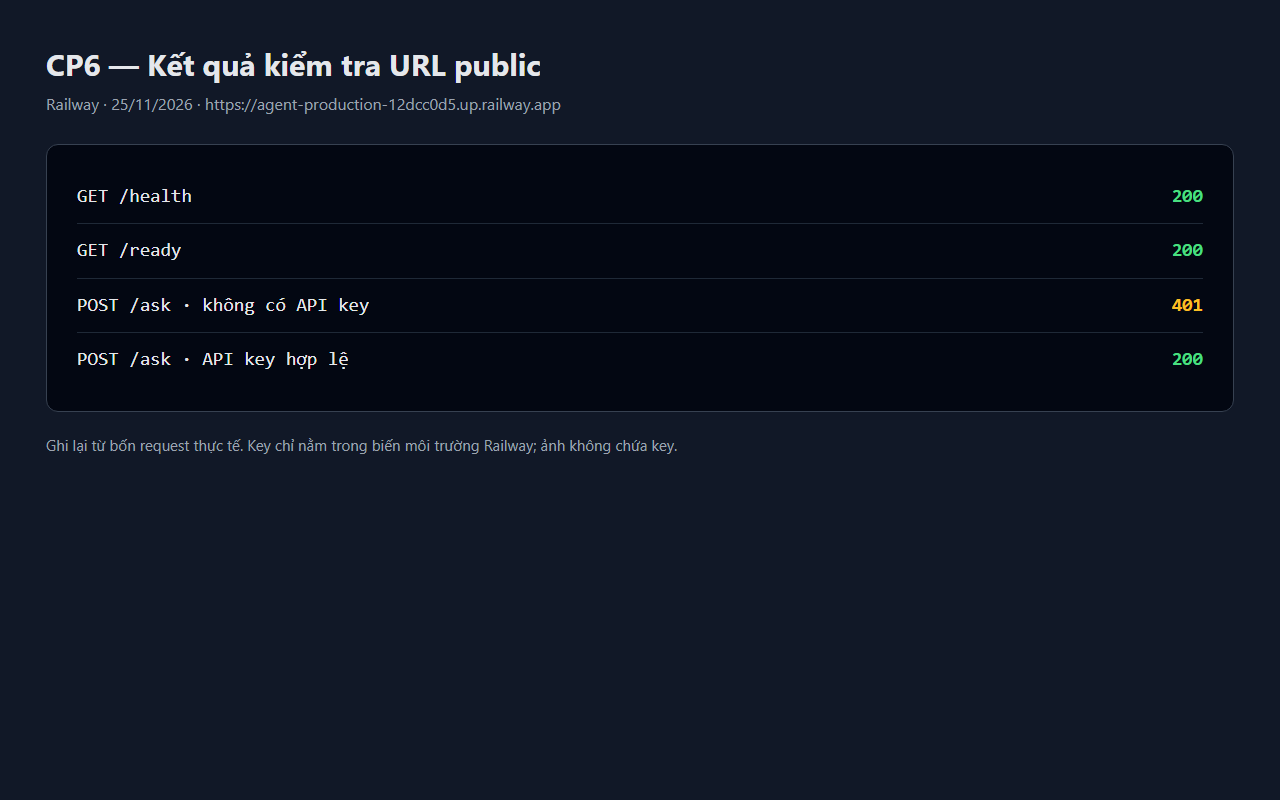 CP6 — Kết quả kiểm tra URL public
Railway · 25/11/2026 · https://agent-production-12dcc0d5.up.railway.app
GET /health 200
GET /ready 200
POST /ask · không có API key 401
POST /ask · API key hợp lệ 200
Ghi lại từ bốn request thực tế. Key chỉ nằm trong biến môi trường Railway; ảnh không chứa key.